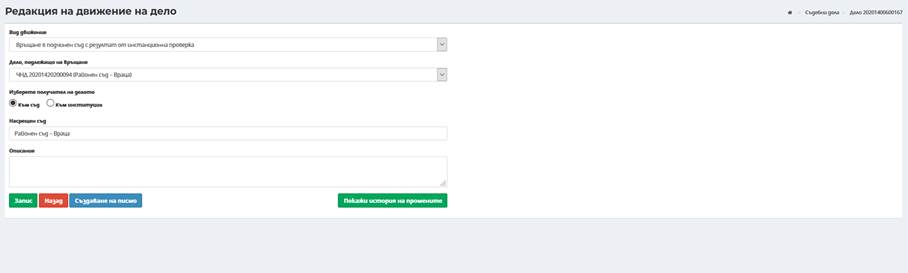 Редакция на движение на дело
Съдебни дела
Дело 20201400600167
Вид движение
Връщане в подчинен съд с резултат от инстанционна проверка
Дело, подлежащо на връщане
ЧНД 20201420200094 (Районен съд - Враца)
Изберете получател на делото
Към съд Към институция
Насрещен съд
Районен съд - Враца
Описание
Запис Назад Създаване на писмо Покажи история на промените